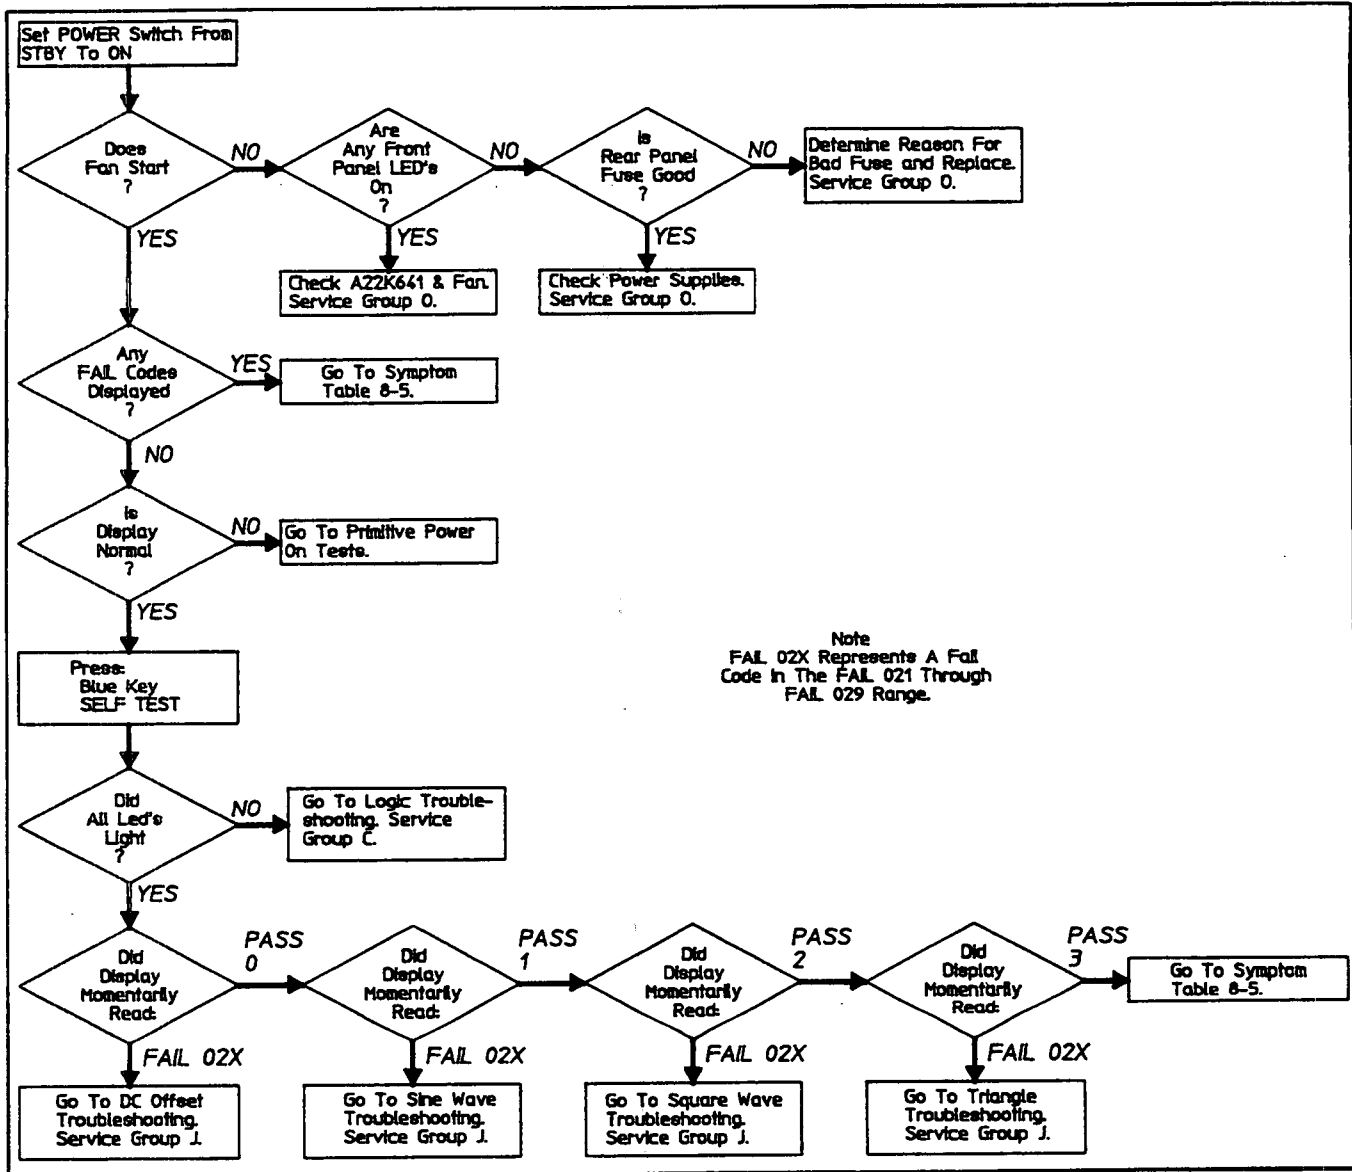 Set POWER Switch From
STBY To ON
Does
Fan Start
?
NO
YES
Are
Any Front
Panel LED's
On
?
NO
YES
Is
Rear Panel
Fuse Good
?
NO
YES
Determine Reason For
Bad Fuse and Replace.
Service Group O.
Check A22K641 & Fan.
Service Group O.
Check Power Supplies.
Service Group O.
Any
FAIL Codes
Displayed
?
YES
NO
Go To Symptom
Table 8-5.
Is
Display
Normal
?
NO
YES
Go To Primitive Power
On Tests.
Press:
Blue Key
SELF TEST
Note
FAIL 02X Represents A Fail
Code In The FAIL 021 Through
FAIL 029 Range.
Did
All Led's
Light
?
NO
YES
Go To Logic Trouble-
shooting. Service
Group C.
Did
Display
Momentarily
Read:
PASS
0
FAIL 02X
Did
Display
Momentarily
Read:
PASS
1
FAIL 02X
Did
Display
Momentarily
Read:
PASS
2
FAIL 02X
Did
Display
Momentarily
Read:
PASS
3
FAIL 02X
Go To Symptom
Table 8-5.
Go To DC Offset
Troubleshooting.
Service Group J.
Go To Sine Wave
Troubleshooting.
Service Group J.
Go To Square Wave
Troubleshooting.
Service Group J.
Go To Triangle
Troubleshooting.
Service Group J.